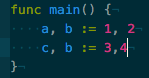 func main() {
    a, b := 1, 2
    c, b := 3,4
}